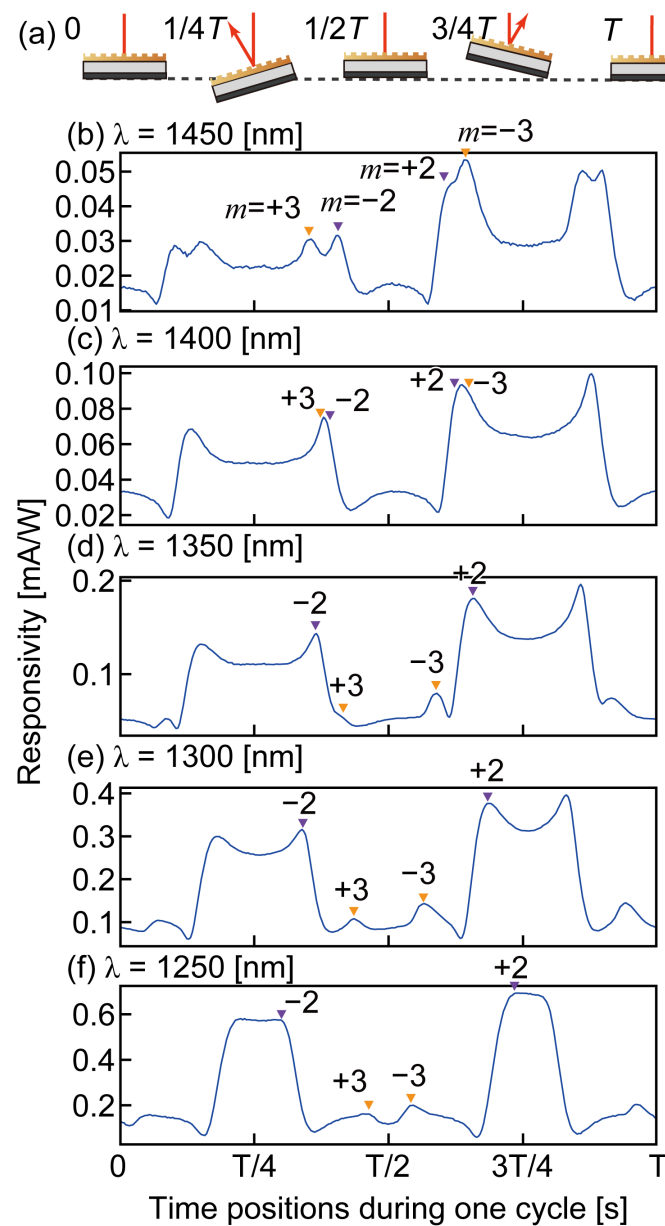 (a) 0 1/4T 1/2T 3/4T T
(b) λ = 1450 [nm]
m=−3
m=+2
m=+3 m=−2
0.05
0.04
0.03
0.02
0.01
(c) λ = 1400 [nm]
0.10
0.08
0.06
0.04
0.02
+3 −2
+2 −3
(d) λ = 1350 [nm]
0.2
0.1
−2
+3
−3
+2
(e) λ = 1300 [nm]
0.4
0.3
0.2
0.1
−2
+3
−3
+2
(f) λ = 1250 [nm]
0.6
0.4
0.2
−2
+3
−3
+2
0 T/4 T/2 3T/4 T
Time positions during one cycle [s]
Responsivity [mA/W]